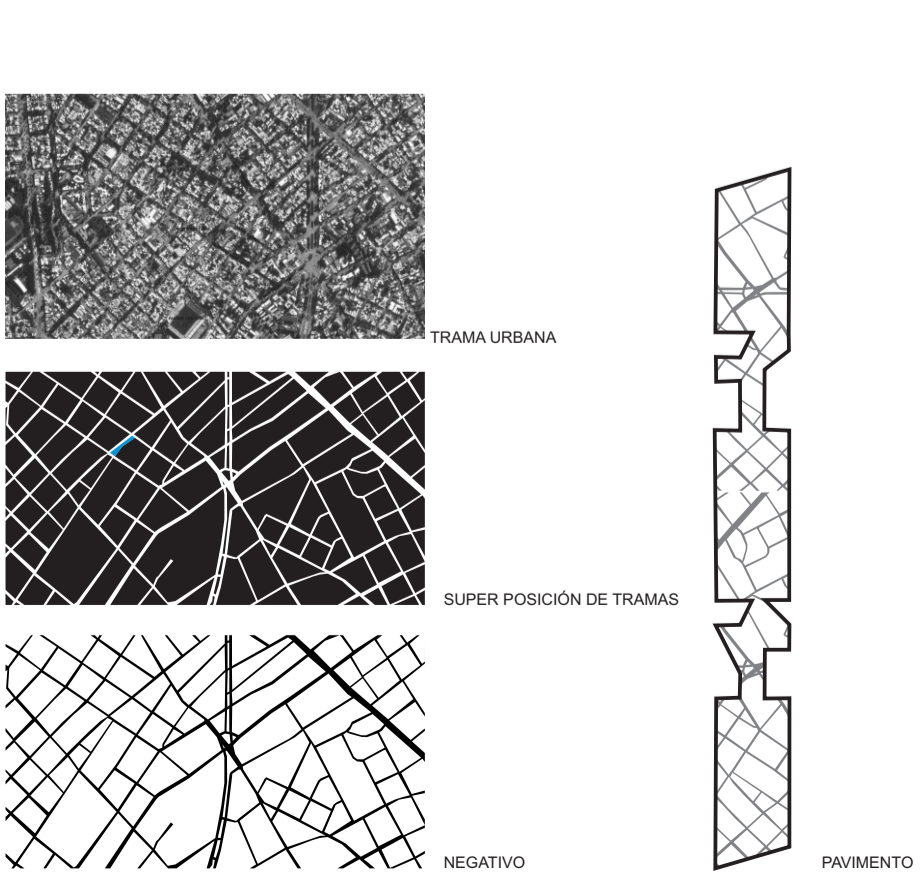 TRAMA URBANA
SUPER POSICIÓN DE TRAMAS
NEGATIVO
PAVIMENTO